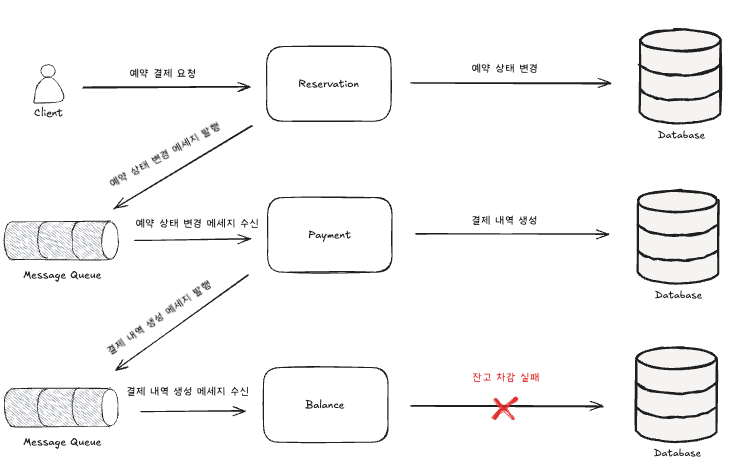 예약 결제 요청
예약 상태 변경
Client
Reservation
Database
예약 상태 변경 메세지 발행
예약 상태 변경 메세지 수신
결제 내역 생성
Message Queue
Payment
Database
결제 내역 생성 메세지 발행
결제 내역 생성 메세지 수신
잔고 차감 실패
Message Queue
Balance
Database